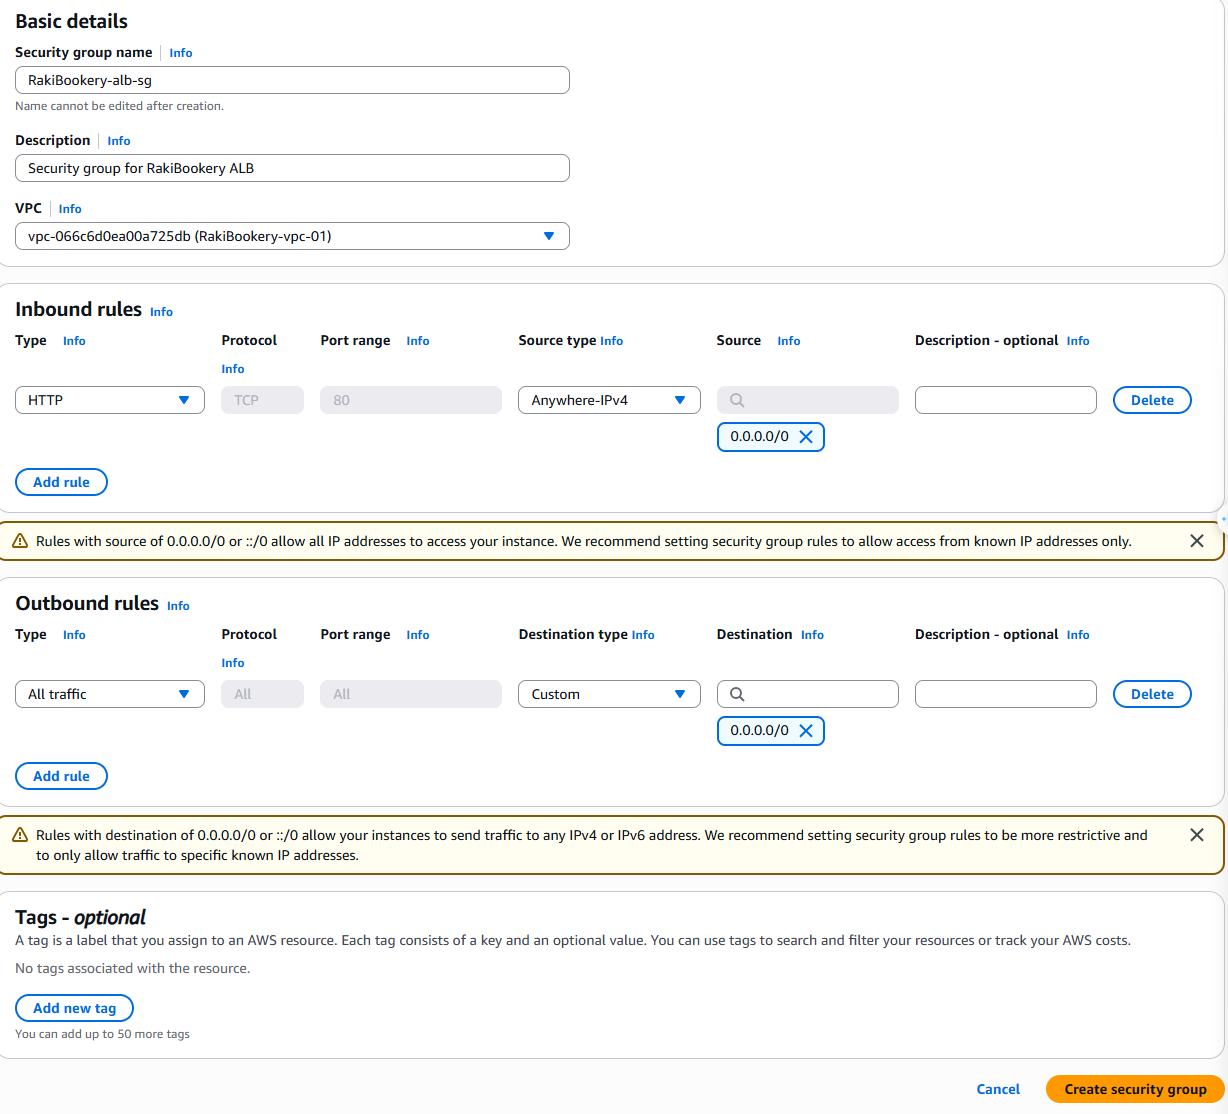 Basic details
Security group name Info
RakiBookery-alb-sg
Name cannot be edited after creation.
Description Info
Security group for RakiBookery ALB
VPC Info
vpc-066c6d0ea00a725db (RakiBookery-vpc-01)
Inbound rules Info
Type Info Protocol Info Port range Info Source type Info Source Info Description - optional Info
HTTP TCP 80 Anywhere-IPv4 Delete
0.0.0.0/0
Add rule
Rules with source of 0.0.0.0/0 or ::/0 allow all IP addresses to access your instance. We recommend setting security group rules to allow access from known IP addresses only.
Outbound rules Info
Type Info Protocol Info Port range Info Destination type Info Destination Info Description - optional Info
All traffic All All Custom Delete
0.0.0.0/0
Add rule
Rules with destination of 0.0.0.0/0 or ::/0 allow your instances to send traffic to any IPv4 or IPv6 address. We recommend setting security group rules to be more restrictive and
to only allow traffic to specific known IP addresses.
Tags - optional
A tag is a label that you assign to an AWS resource. Each tag consists of a key and an optional value. You can use tags to search and filter your resources or track your AWS costs.
No tags associated with the resource.
Add new tag
You can add up to 50 more tags
Cancel Create security group